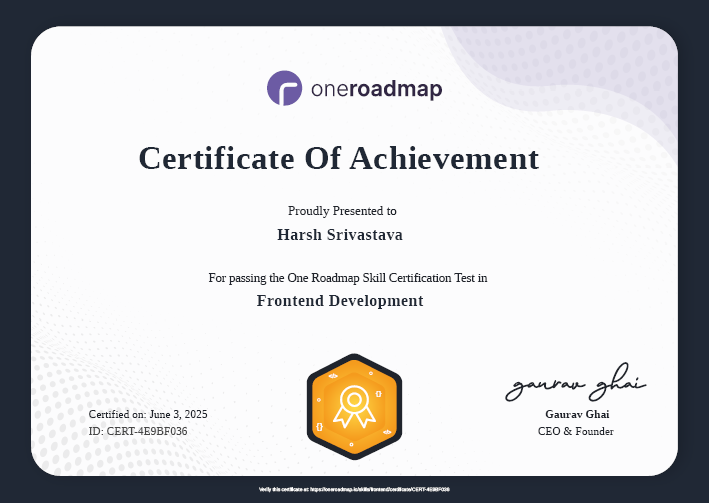 oneroadmap
Certificate Of Achievement
Proudly Presented to
Harsh Srivastava
For passing the One Roadmap Skill Certification Test in
Frontend Development
gaurav ghai
Certified on: June 3, 2025
ID: CERT-4E9BF036
Gaurav Ghai
CEO & Founder
Verify this certificate at: https://oneroadmap.io/skills/frontend/certificate/CERT-4E9BF036